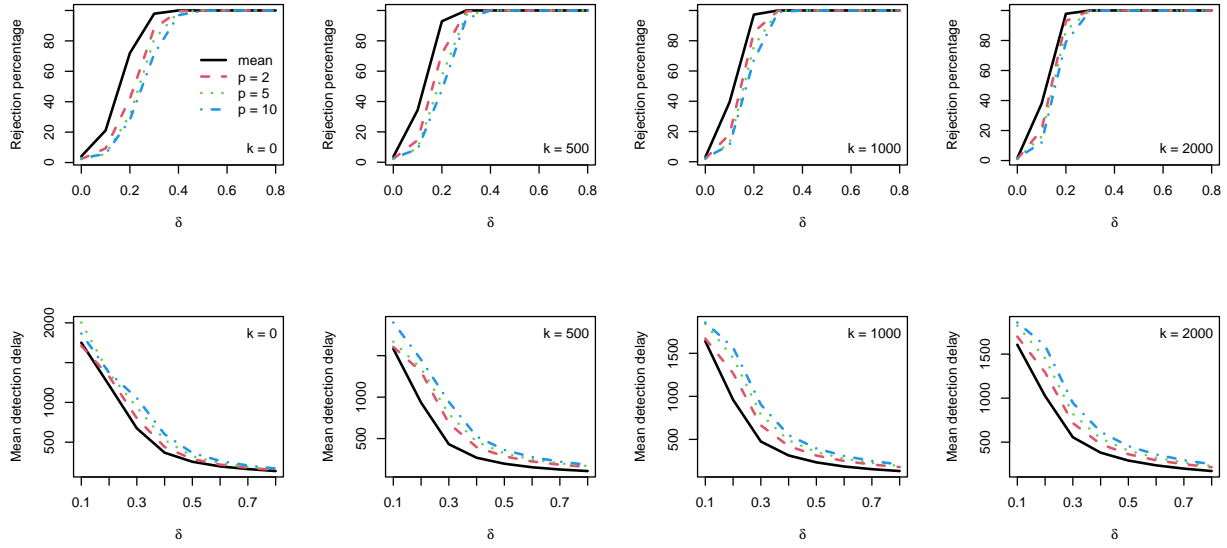 Rejection percentage
80
60
40
20
0
mean
p = 2
p = 5
p = 10
k = 0
0.0 0.2 0.4 0.6 0.8
δ
Rejection percentage
80
60
40
20
0
k = 500
0.0 0.2 0.4 0.6 0.8
δ
Rejection percentage
80
60
40
20
0
k = 1000
0.0 0.2 0.4 0.6 0.8
δ
Rejection percentage
80
60
40
20
0
k = 2000
0.0 0.2 0.4 0.6 0.8
δ
Mean detection delay
2000
1000
500
k = 0
0.1 0.3 0.5 0.7
δ
Mean detection delay
1000
500
k = 500
0.1 0.3 0.5 0.7
δ
Mean detection delay
1500
1000
500
k = 1000
0.1 0.3 0.5 0.7
δ
Mean detection delay
1500
1000
500
k = 2000
0.1 0.3 0.5 0.7
δ